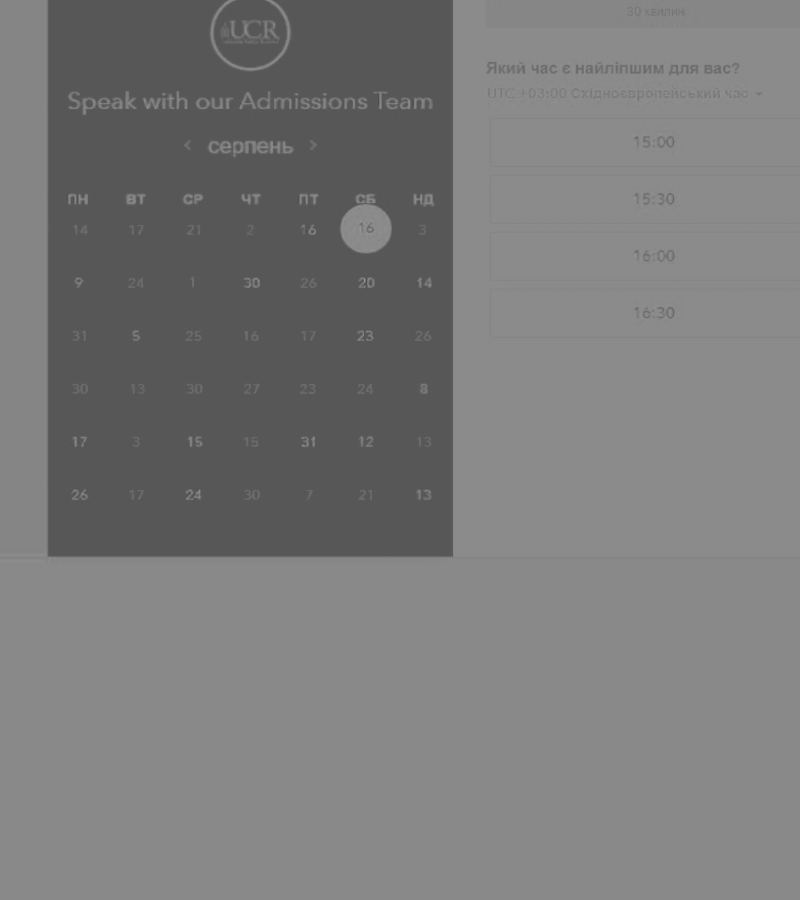 UCR
Speak with our Admissions Team
серпень
ПН ВТ СР ЧТ ПТ СБ НД
14 17 21 2 16 16 3
9 24 1 30 26 20 14
31 5 25 16 17 23 26
30 13 30 27 23 24 8
17 3 15 15 31 12 13
26 17 24 30 7 21 13
30 хвилин
Який час є найліпшим для вас?
UTC +03:00 Східноєвропейський час
15:00
15:30
16:00
16:30